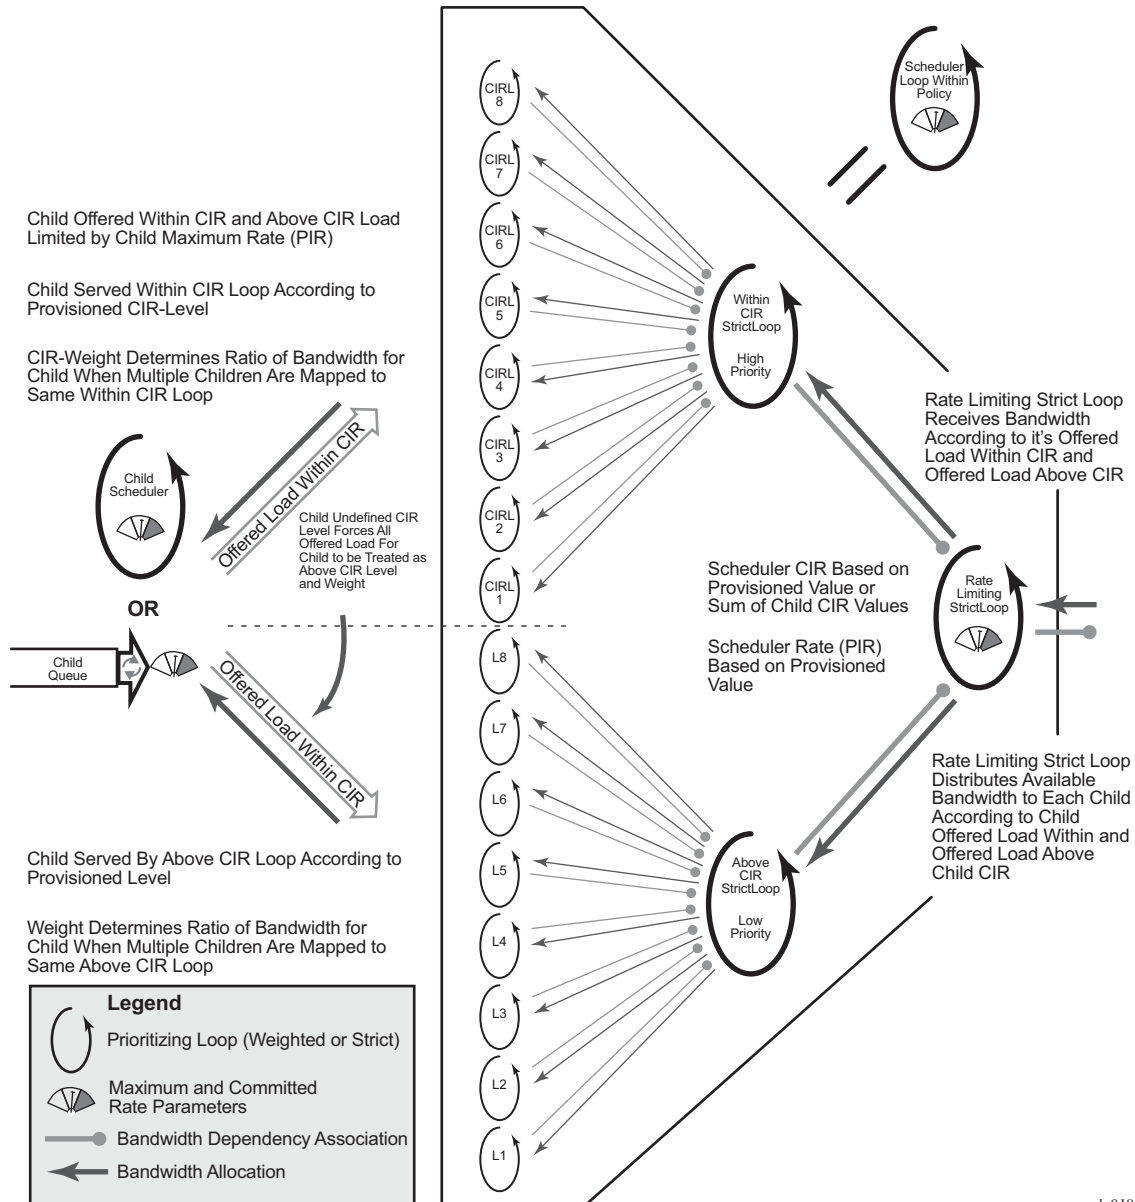 Scheduler
Loop Within
Policy
CIRL
8
CIRL
7
CIRL
6
CIRL
5
CIRL
4
CIRL
3
CIRL
2
CIRL
1
L8
L7
L6
L5
L4
L3
L2
L1
Child Offered Within CIR and Above CIR Load
Limited by Child Maximum Rate (PIR)
Child Served Within CIR Loop According to
Provisioned CIR-Level
CIR-Weight Determines Ratio of Bandwidth for
Child When Multiple Children Are Mapped to
Same Within CIR Loop
Child
Scheduler
Offered Load Within CIR
Child Undefined CIR
Level Forces All
Offered Load For
Child to be Treated as
Above CIR Level
and Weight
OR
Child
Queue
Offered Load Within CIR
Child Served By Above CIR Loop According to
Provisioned Level
Weight Determines Ratio of Bandwidth for
Child When Multiple Children Are Mapped to
Same Above CIR Loop
Within
CIR
StrictLoop
High
Priority
Rate Limiting Strict Loop
Receives Bandwidth
According to it's Offered
Load Within CIR and
Offered Load Above CIR
Scheduler CIR Based on
Provisioned Value or
Sum of Child CIR Values
Scheduler Rate (PIR)
Based on Provisioned
Value
Rate
Limiting
StrictLoop
Rate Limiting Strict Loop
Distributes Available
Bandwidth to Each Child
According to Child
Offered Load Within and
Offered Load Above
Child CIR
Above
CIR
StrictLoop
Low
Priority
Legend
Prioritizing Loop (Weighted or Strict)
Maximum and Committed
Rate Parameters
Bandwidth Dependency Association
Bandwidth Allocation